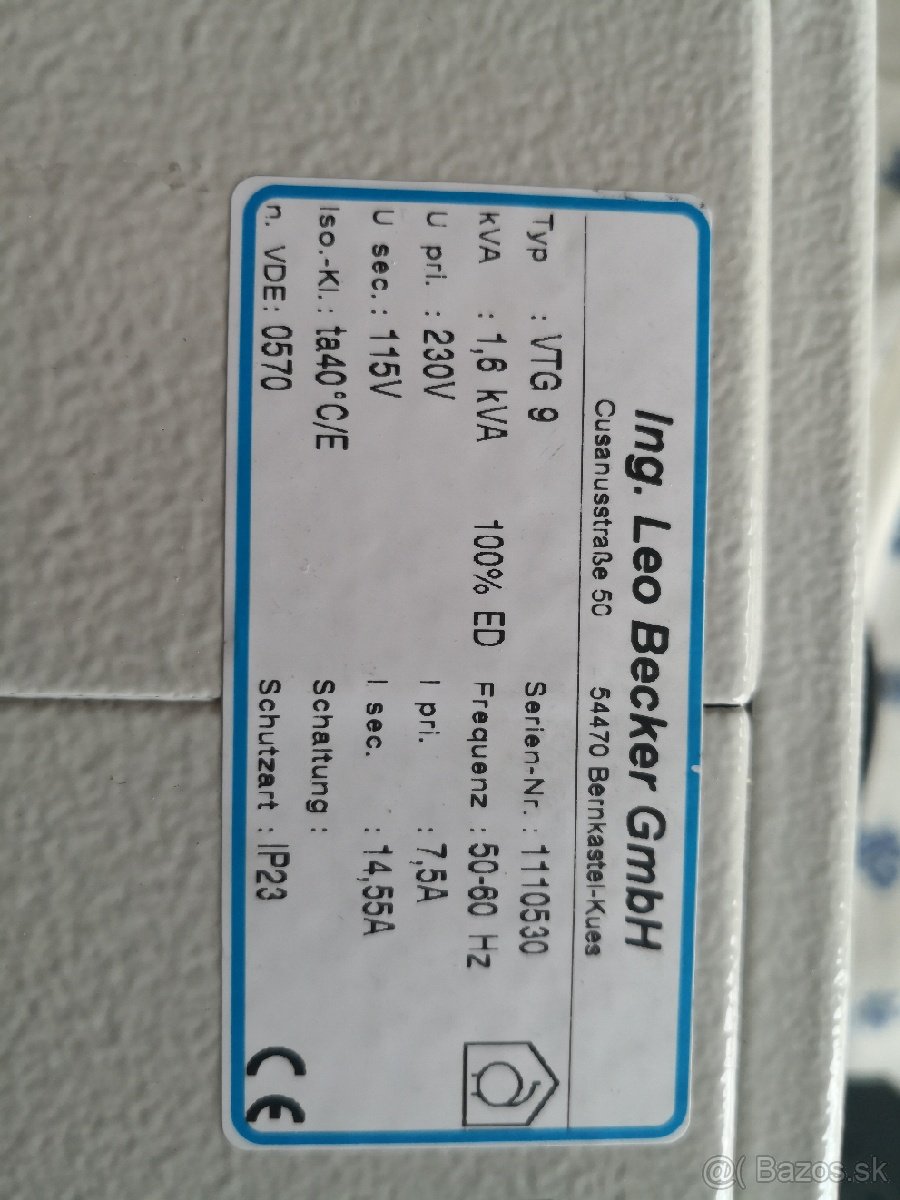 Ing. Leo Becker GmbH
Cusanusstraße 50 54470 Bernkastel-Kues
Typ : VTG 9 Serien-Nr. : 1110530
kVA : 1,6 kVA 100% ED Frequenz : 50-60 Hz
U pri. : 230V I pri. : 7,5A
U sec. : 115V I sec. : 14,55A
Iso.-Kl. : ta40°C/E Schaltung :
n. VDE : 0570 Schutzart : IP23
CE
@( Bazos.sk